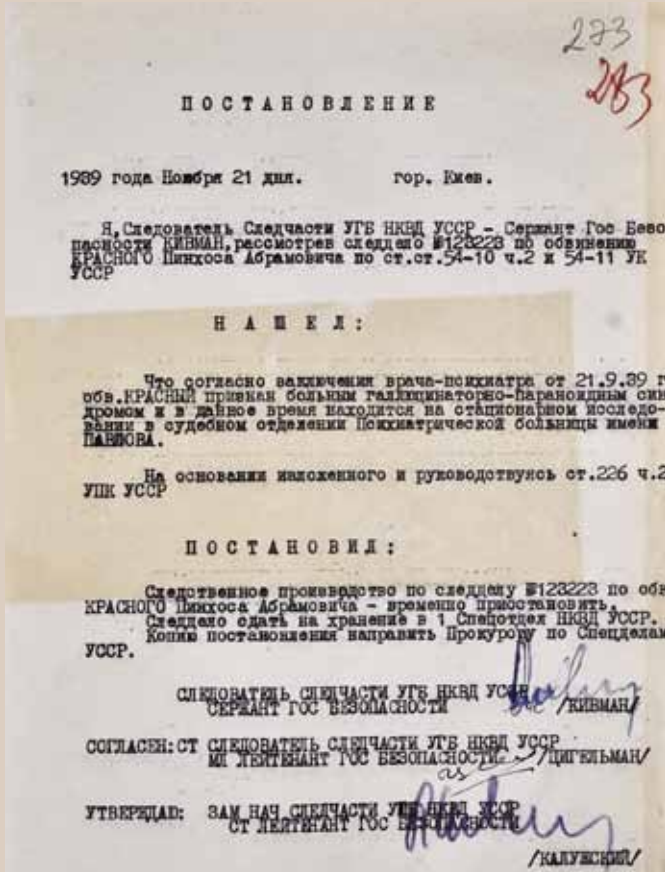 273
283
ПОСТАНОВЛЕНИЕ
1939 года Ноября 21 дня. гор. Киев.
Я, Следователь Следчасти УГБ НКВД УССР - Сержант Гос Безо
пасности КИВМАН, рассмотрев следдело №123223 по обвинению
КРАСНОГО Пинхоса Абрамовича по ст.ст.54-10 ч.2 и 54-11 УК
УССР
НАШЕЛ:
Что согласно заключения врача-психиатра от 21.9.39 г
обв.КРАСНЫЙ признан больным галлюцинаторно-параноидным син
дромом и в данное время находится на стационарном исследо-
вании в судебном отделении Психиатрической больницы имени
ПАВЛОВА.
На основании изложенного и руководствуясь ст.226 ч.2
УПК УССР
ПОСТАНОВИЛ:
Следственное производство по следделу №123223 по обв
КРАСНОГО Пинхоса Абрамовича - временно приостановить.
Следдело сдать на хранение в 1 Спецотдел НКВД УССР.
Копию постановления направить Прокурору по Спецделам
УССР.
СЛЕДОВАТЕЛЬ СЛЕДЧАСТИ УГБ НКВД УССР
СЕРЖАНТ ГОС БЕЗОПАСНОСТИ /КИВМАН/
СОГЛАСЕН: СТ СЛЕДОВАТЕЛЬ СЛЕДЧАСТИ УГБ НКВД УССР
МЛ ЛЕЙТЕНАНТ ГОС БЕЗОПАСНОСТИ /ЦИГЕЛЬМАН/
УТВЕРЖДАЮ: ЗАМ НАЧ СЛЕДЧАСТИ УГБ НКВД УССР
СТ ЛЕЙТЕНАНТ ГОС БЕЗОПАСНОСТИ
/КАЛУЖСКИЙ/